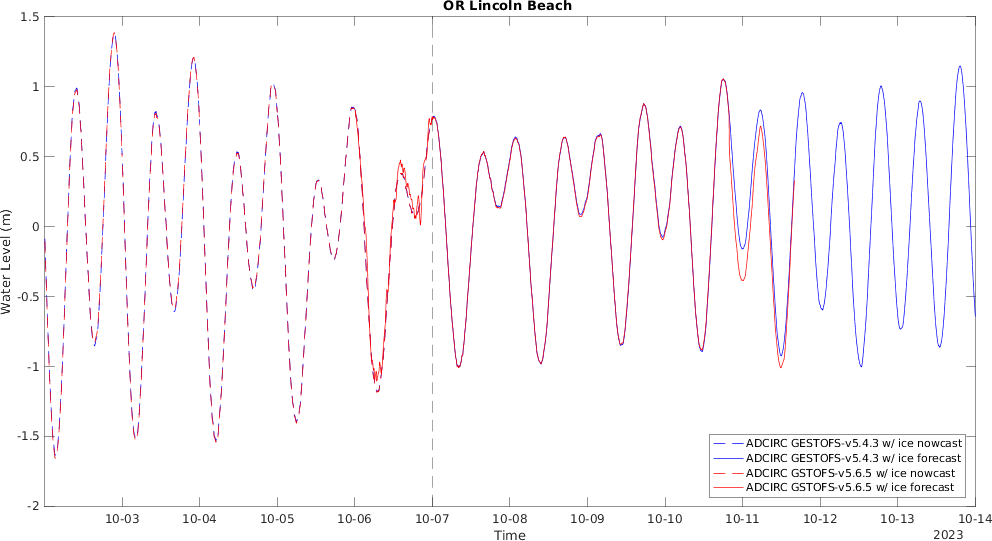 OR Lincoln Beach
1.5
1
0.5
0
-0.5
-1
-1.5
-2
Water Level (m)
10-03 10-04 10-05 10-06 10-07 10-08 10-09 10-10 10-11 10-12 10-13 10-14
Time
2023
ADCIRC GESTOFS-v5.4.3 w/ ice nowcast
ADCIRC GESTOFS-v5.4.3 w/ ice forecast
ADCIRC GSTOFS-v5.6.5 w/ ice nowcast
ADCIRC GSTOFS-v5.6.5 w/ ice forecast